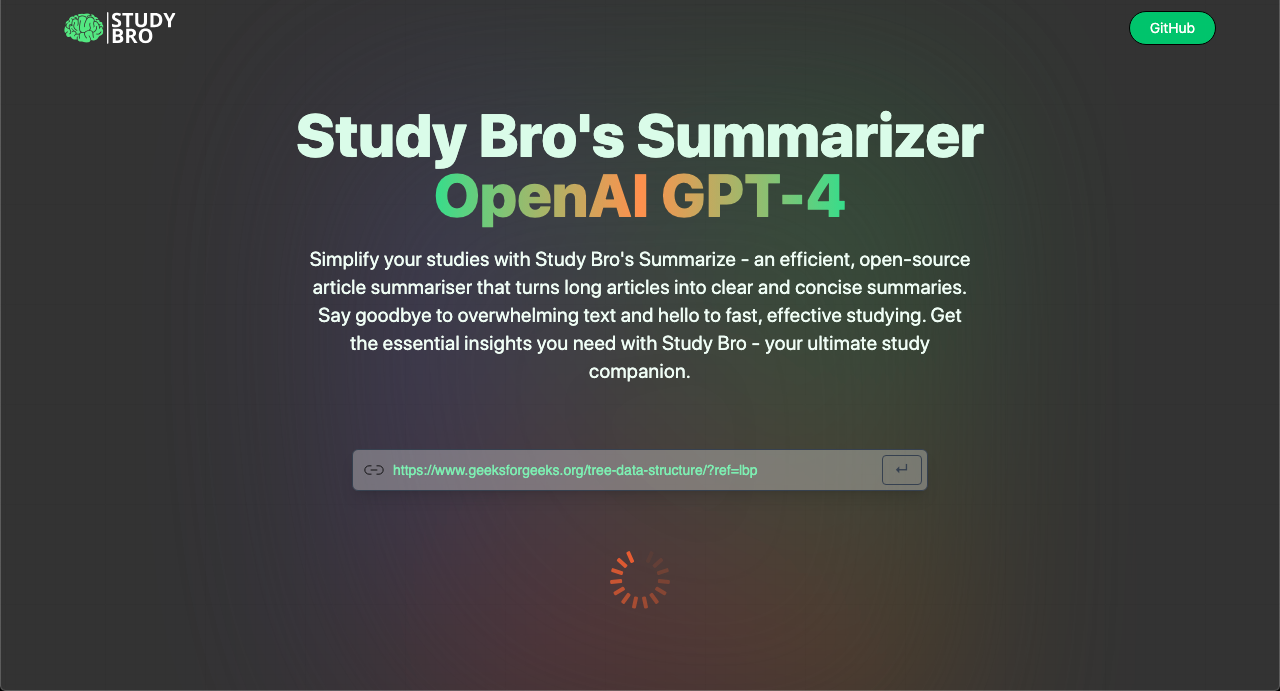 STUDY
BRO
GitHub
Study Bro's Summarizer
OpenAI GPT-4
Simplify your studies with Study Bro's Summarize - an efficient, open-source
article summariser that turns long articles into clear and concise summaries.
Say goodbye to overwhelming text and hello to fast, effective studying. Get
the essential insights you need with Study Bro - your ultimate study
companion.
https://www.geeksforgeeks.org/tree-data-structure/?ref=lbp